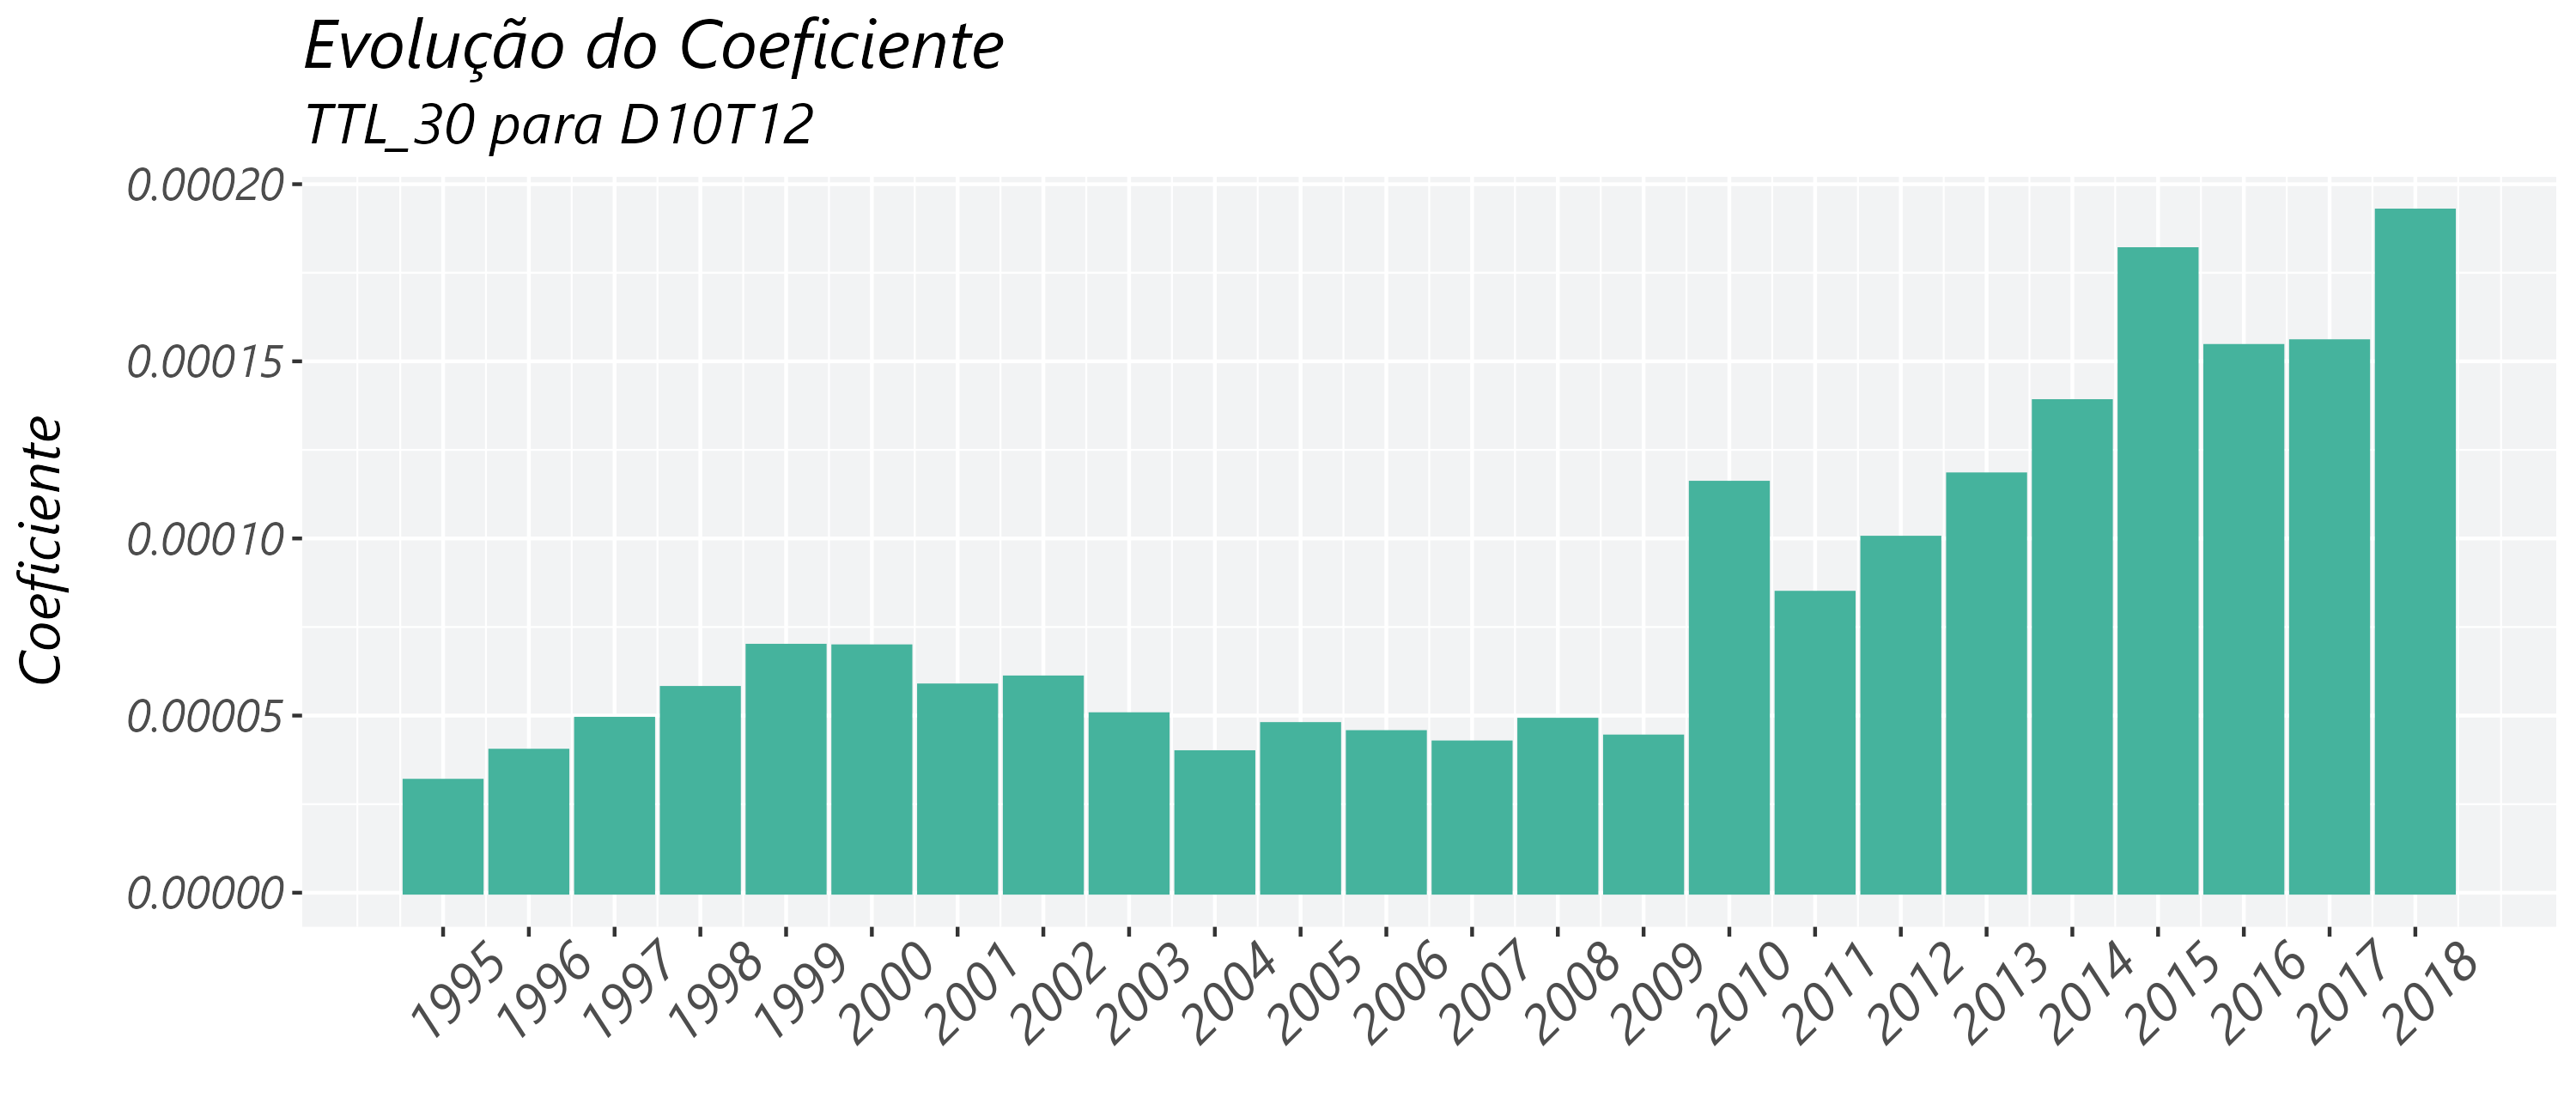 Evolução do Coeficiente
TTL_30 para D10T12
Coeficiente
0.00020
0.00015
0.00010
0.00005
0.00000
1995 1996 1997 1998 1999 2000 2001 2002 2003 2004 2005 2006 2007 2008 2009 2010 2011 2012 2013 2014 2015 2016 2017 2018